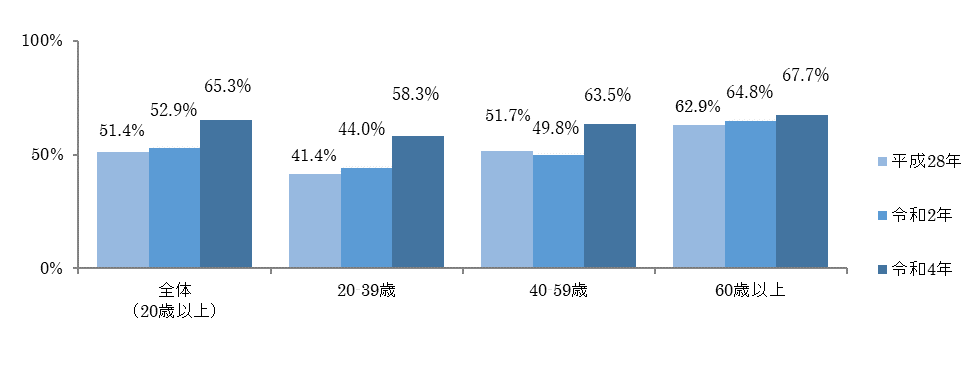 100%
50%
0%
51.4%
52.9%
65.3%
41.4%
44.0%
58.3%
51.7%
49.8%
63.5%
62.9%
64.8%
67.7%
全体
（20歳以上）
20-39歳
40-59歳
60歳以上
平成28年
令和2年
令和4年